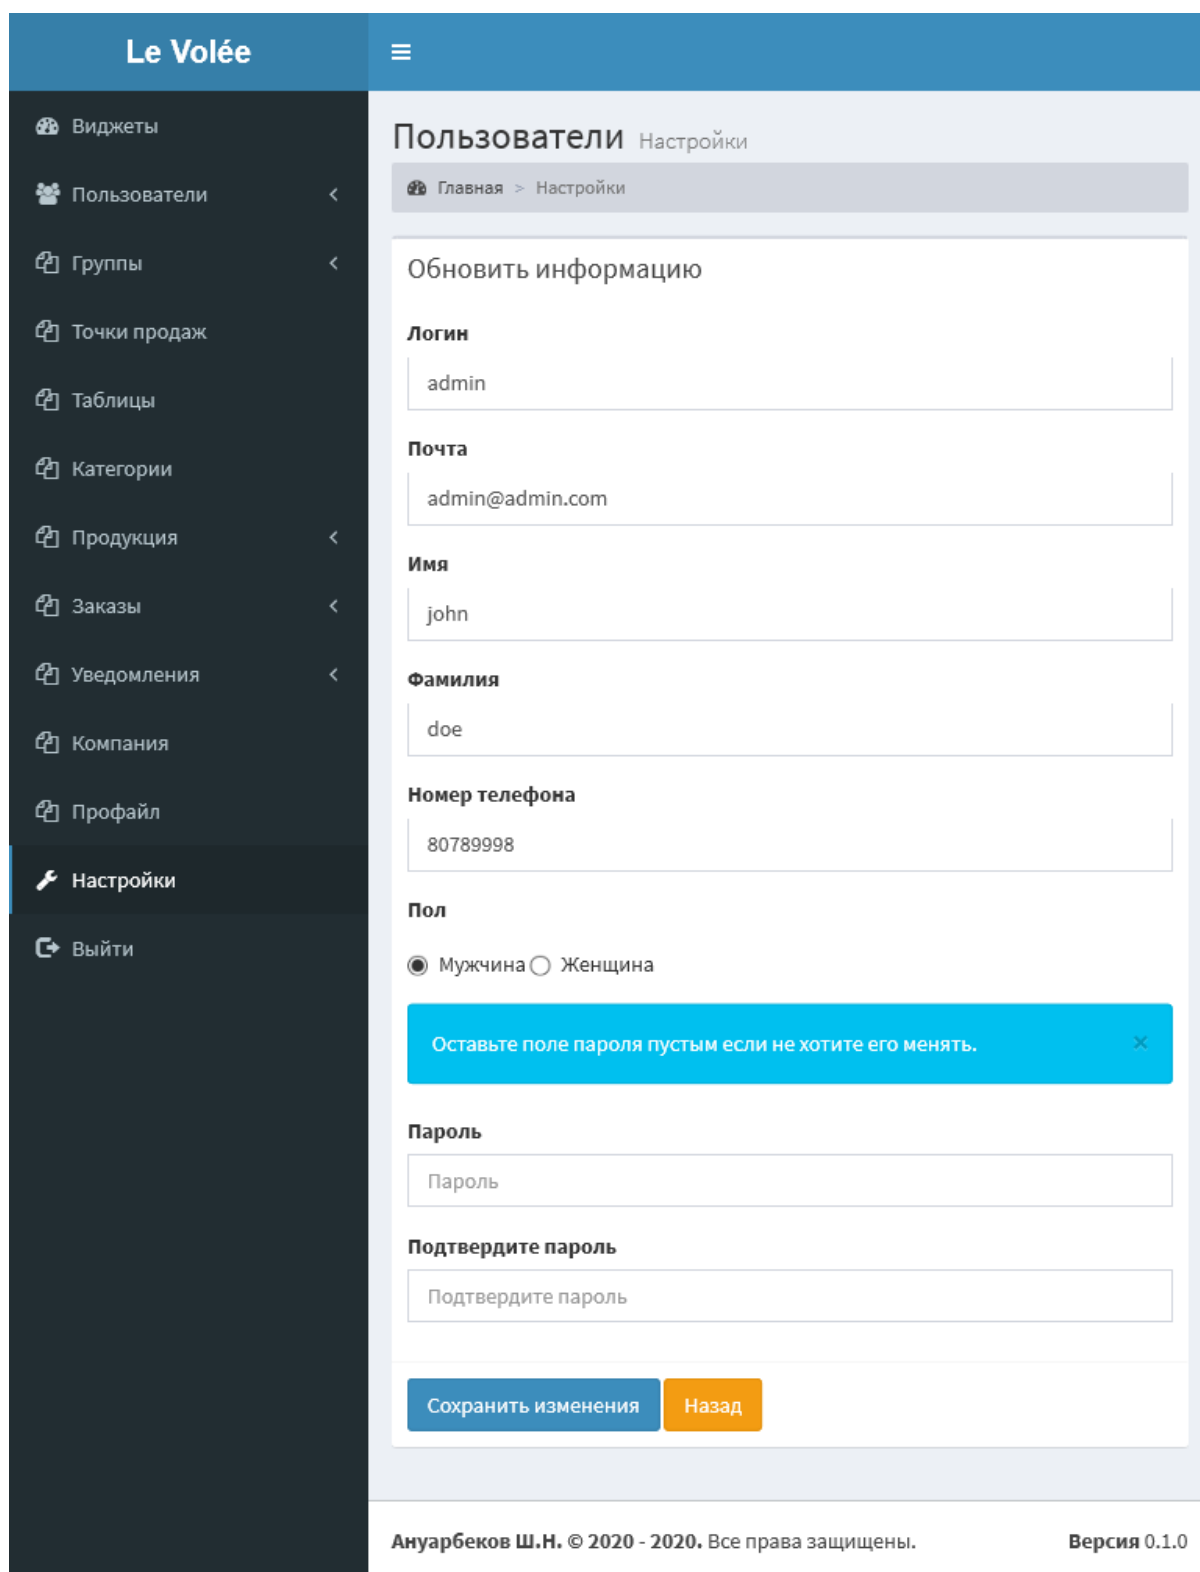 Le Volée
Виджеты
Пользователи
Группы
Точки продаж
Таблицы
Категории
Продукция
Заказы
Уведомления
Компания
Профайл
Настройки
Выйти
Пользователи Настройки
Главная > Настройки
Обновить информацию
Логин
admin
Почта
admin@admin.com
Имя
john
Фамилия
doe
Номер телефона
80789998
Пол
Мужчина Женщина
Оставьте поле пароля пустым если не хотите его менять. ×
Пароль
Пароль
Подтвердите пароль
Подтвердите пароль
Сохранить изменения Назад
Ануарбеков Ш.Н. © 2020 - 2020. Все права защищены. Версия 0.1.0